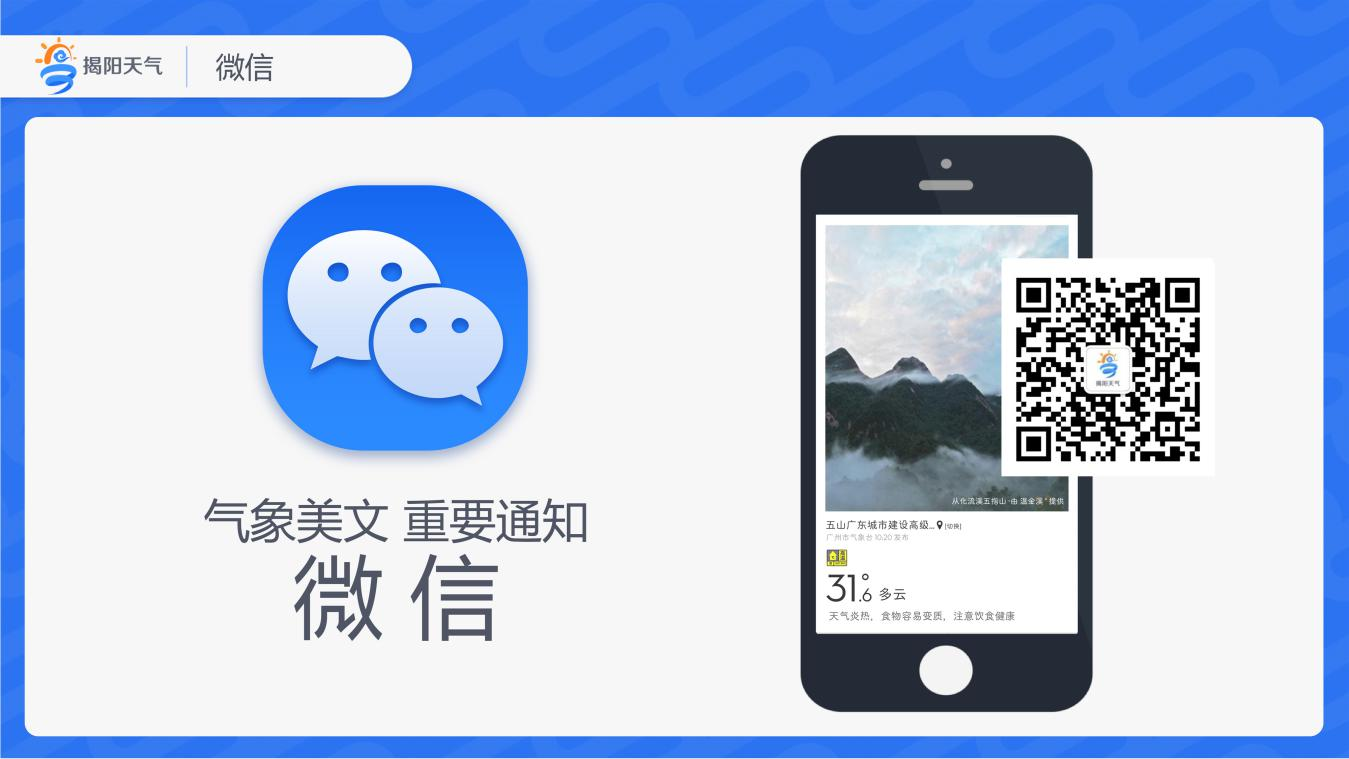 揭阳天气
微信
气象美文 重要通知
微信
从化流溪五指山·由 温金溪° 提供
五山广东城市建设高级... [切换]
广州市气象台 10:20 发布
31.6° 多云
天气炎热，食物容易变质，注意饮食健康
揭阳天气